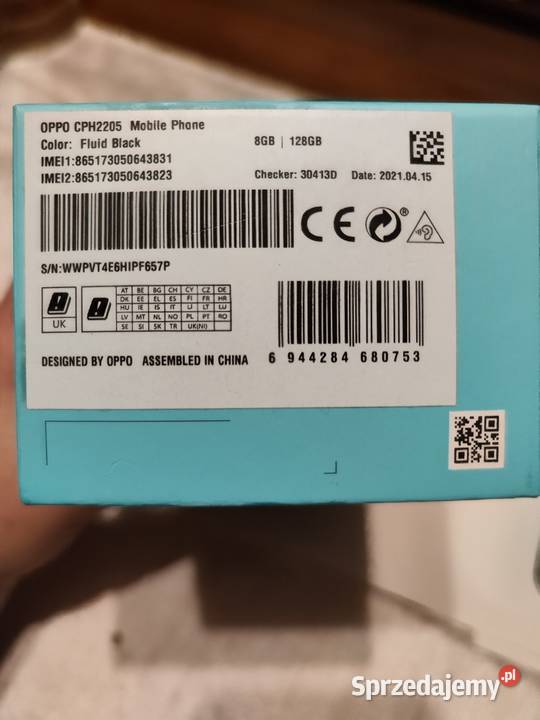 OPPO CPH2205 Mobile Phone
Color: Fluid Black 8GB | 128GB
IMEI1:865173050643831
IMEI2:865173050643823 Checker: 30413D Date: 2021.04.15
CE
S/N:WWPVT4E6HIPF657P
UK
AT BE BG CH CY CZ DE
DK EE EL ES FI FR HR
HU IE IS IT LI LT LU
LV MT NL NO PL PT RO
SE SI SK TR UK(NI)
DESIGNED BY OPPO ASSEMBLED IN CHINA
6 944284 680753
Sprzedajemy.pl